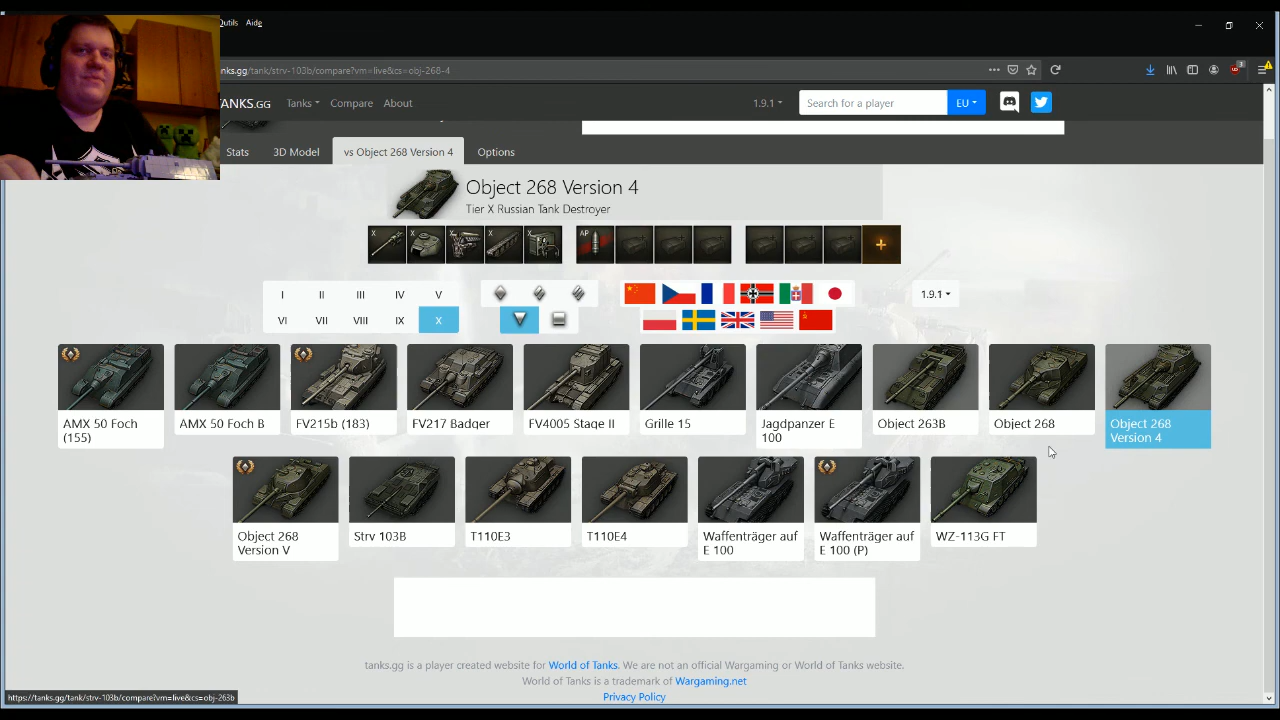 Outils Aide
nks.gg/tank/strv-103b/compare?vm=live&cs=obj-268-4
TANKS.GG Tanks Compare About 1.9.1 Search for a player EU
Stats 3D Model vs Object 268 Version 4 Options
Object 268 Version 4
Tier X Russian Tank Destroyer
X X X X X AP +
I II III IV V
VI VII VIII IX X
1.9.1
AMX 50 Foch (155)
AMX 50 Foch B
FV215b (183)
FV217 Badger
FV4005 Stage II
Grille 15
Jagdpanzer E 100
Object 263B
Object 268
Object 268 Version 4
Object 268 Version V
Strv 103B
T110E3
T110E4
Waffenträger auf E 100
Waffenträger auf E 100 (P)
WZ-113G FT
tanks.gg is a player created website for World of Tanks. We are not an official Wargaming or World of Tanks website.
World of Tanks is a trademark of Wargaming.net
Privacy Policy
https://tanks.gg/tank/strv-103b/compare?vm=live&cs=obj-263b